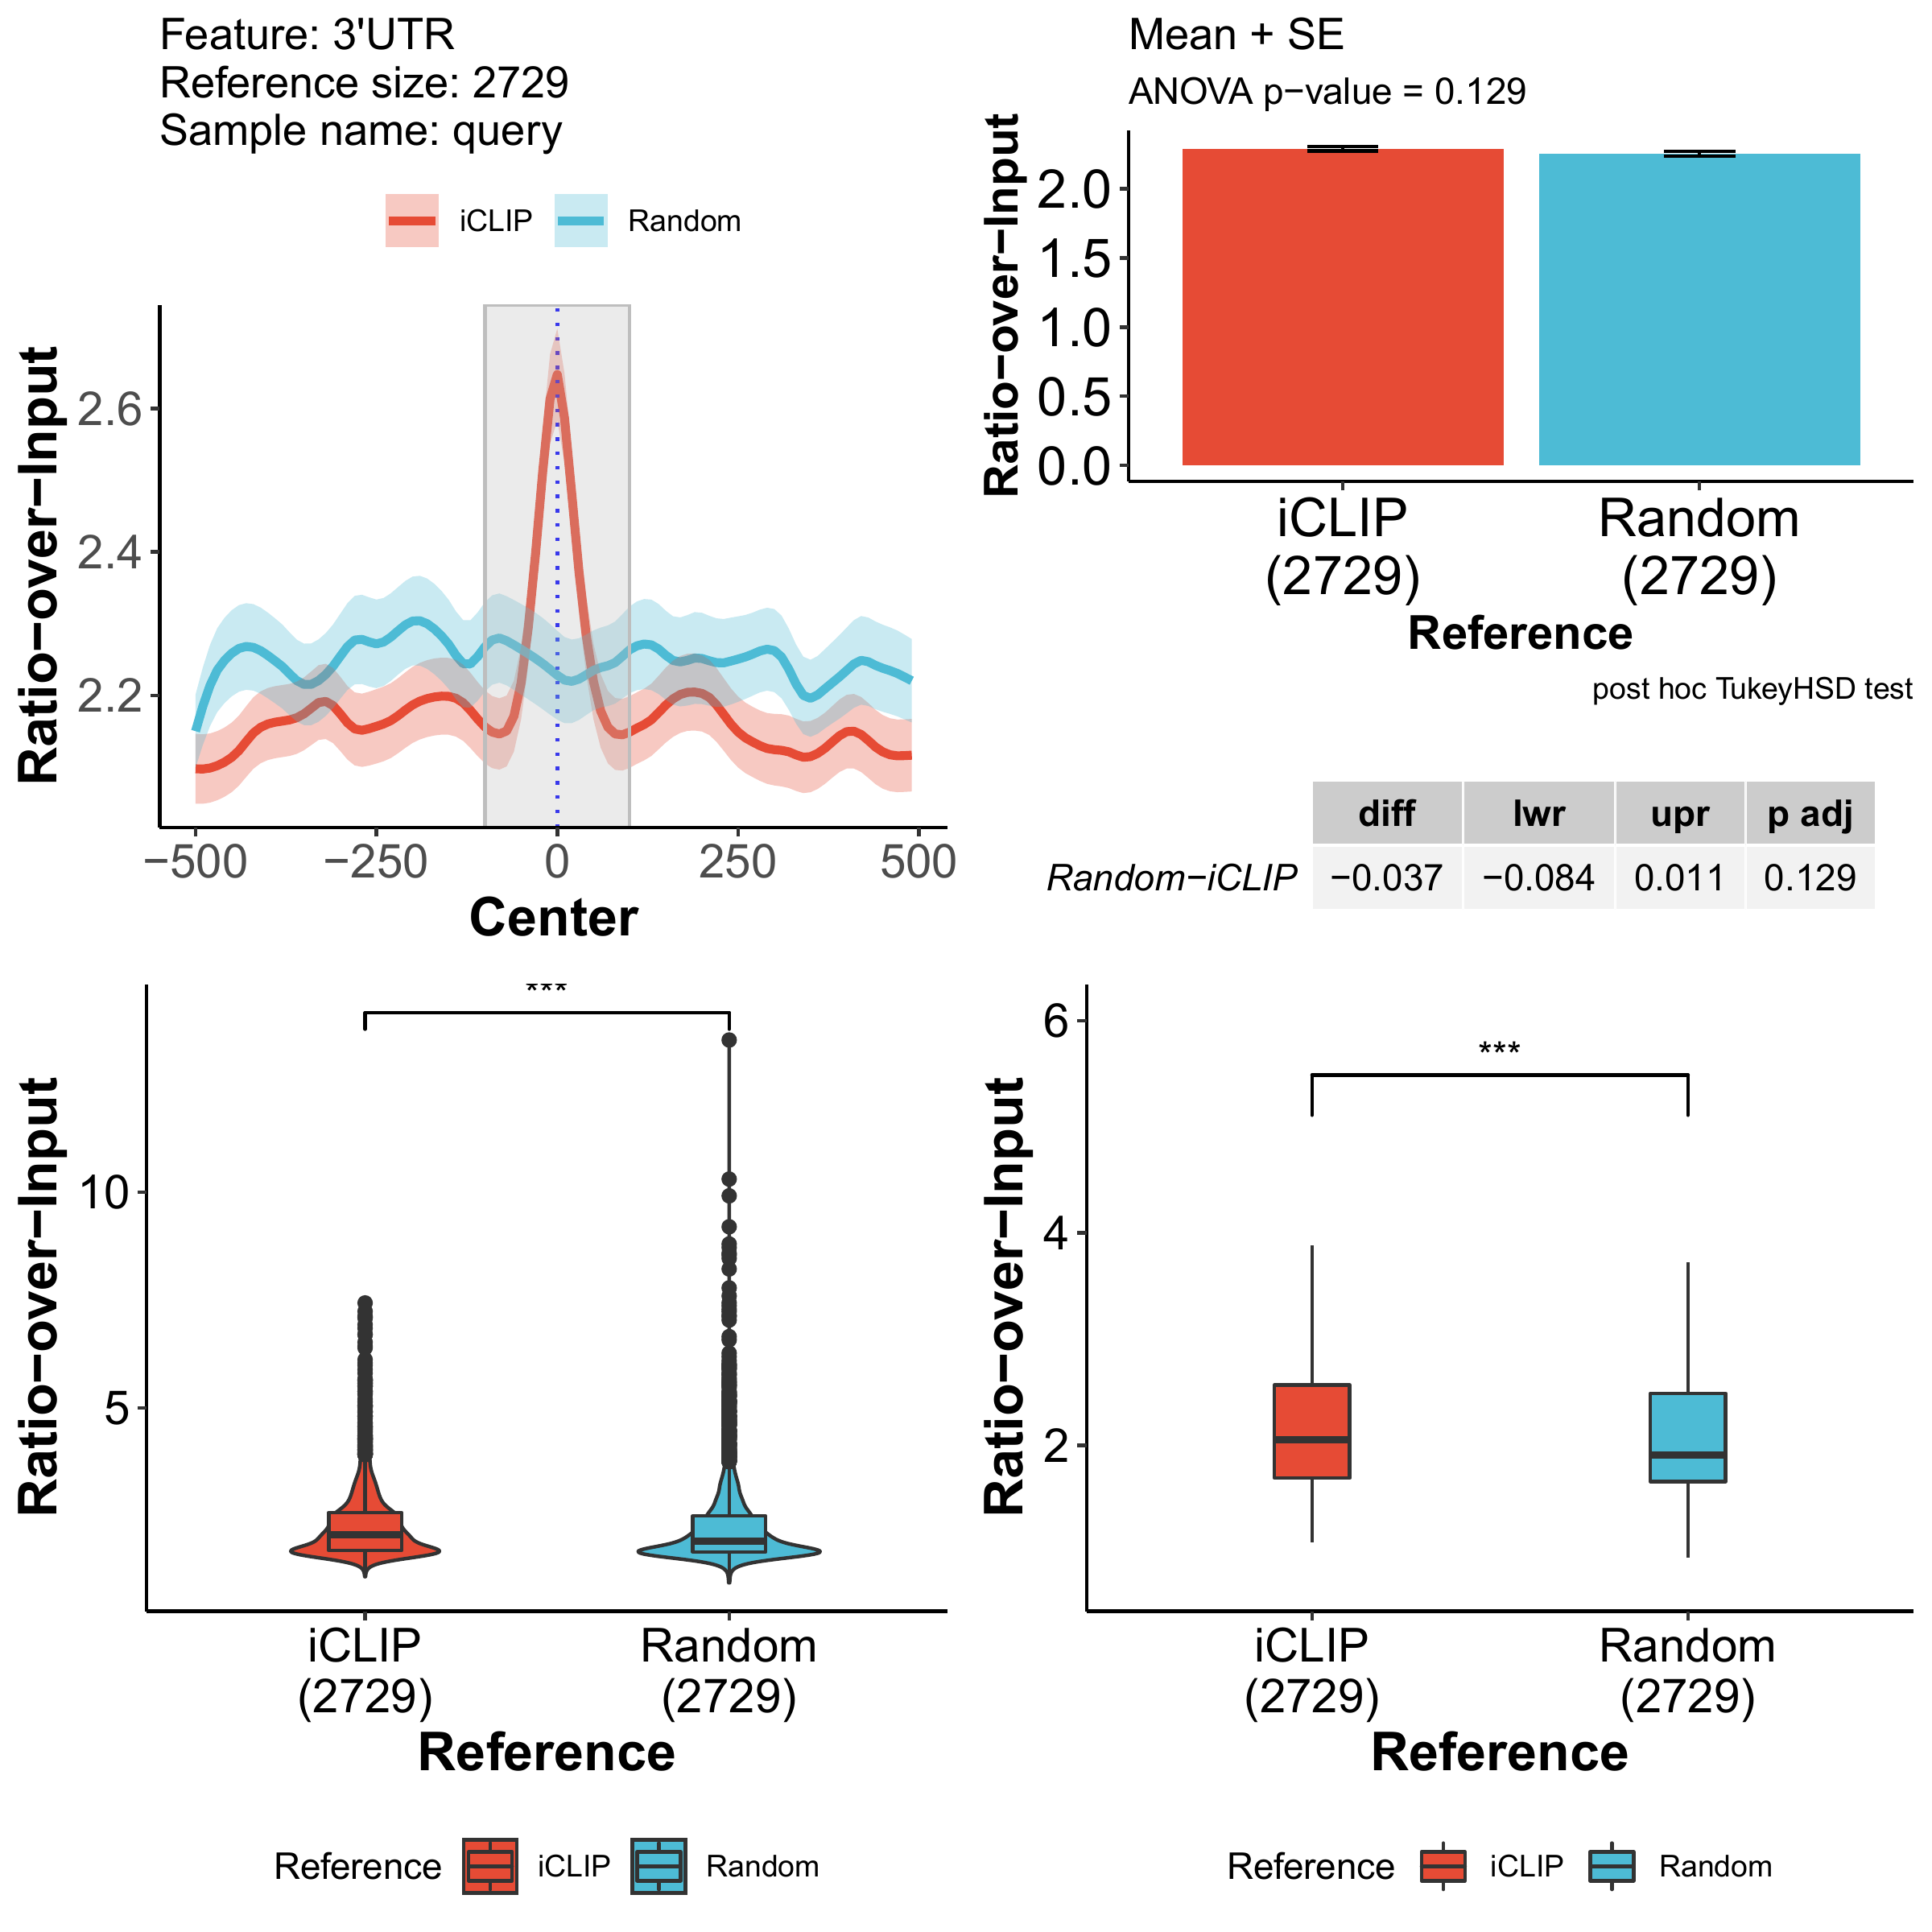 Feature: 3'UTR
Reference size: 2729
Sample name: query
iCLIP Random
Ratio−over−Input
2.6
2.4
2.2
−500 −250 0 250 500
Center
Mean + SE
ANOVA p−value = 0.129
Ratio−over−Input
2.0
1.5
1.0
0.5
0.0
iCLIP Random
(2729) (2729)
Reference
post hoc TukeyHSD test
diff lwr upr p adj
Random−iCLIP −0.037 −0.084 0.011 0.129
***
Ratio−over−Input
10
5
iCLIP Random
(2729) (2729)
Reference
Reference iCLIP Random
***
Ratio−over−Input
6
4
2
iCLIP Random
(2729) (2729)
Reference
Reference iCLIP Random